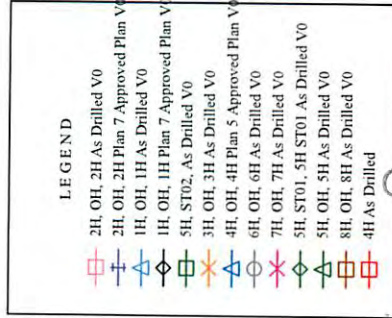 LEGEND
2H, OH, 2H As Drilled V0
2H, OH, 2H Plan 7 Approved Plan V0
1H, OH, 1H As Drilled V0
1H, OH, 1H Plan 7 Approved Plan V0
5H, ST02, As Drilled V0
3H, OH, 3H As Drilled V0
4H, OH, 4H Plan 5 Approved Plan V0
6H, OH, 6H As Drilled V0
7H, OH, 7H As Drilled V0
5H, ST01, 5H ST01 As Drilled V0
5H, OH, 5H As Drilled V0
8H, OH, 8H As Drilled V0
4H As Drilled